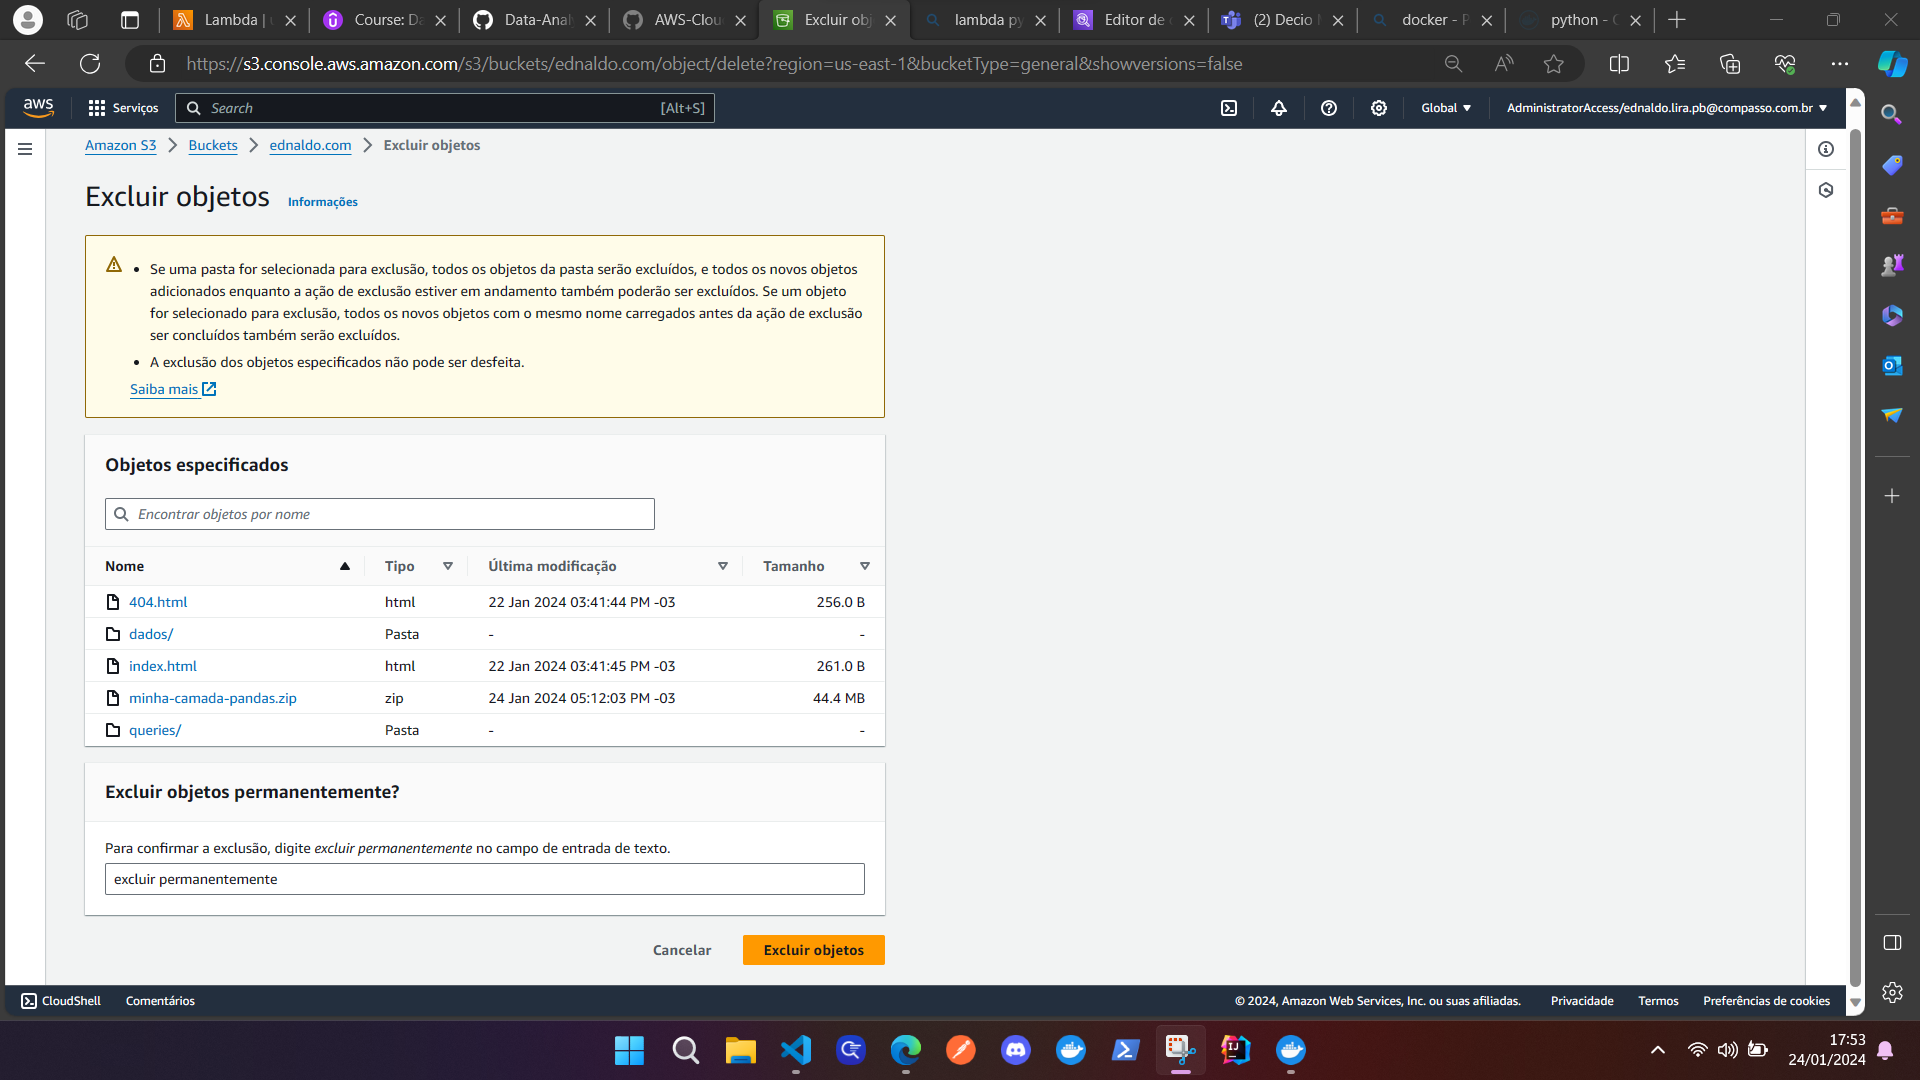 Lambda | u
Course: Da
Data-Analy
AWS-Clou
Excluir obj
lambda py
Editor de
(2) Decio
docker - P
python -
https://s3.console.aws.amazon.com/s3/buckets/ednaldo.com/object/delete?region=us-east-1&bucketType=general&showversions=false
aws
Serviços
Search
[Alt+S]
Global
AdministratorAccess/ednaldo.lira.pb@compasso.com.br
Amazon S3
Buckets
ednaldo.com
Excluir objetos
Excluir objetos
Informações
Se uma pasta for selecionada para exclusão, todos os objetos da pasta serão excluídos, e todos os novos objetos
adicionados enquanto a ação de exclusão estiver em andamento também poderão ser excluídos. Se um objeto
for selecionado para exclusão, todos os novos objetos com o mesmo nome carregados antes da ação de exclusão
ser concluídos também serão excluídos.
A exclusão dos objetos especificados não pode ser desfeita.
Saiba mais
Objetos especificados
Encontrar objetos por nome
Nome Tipo Última modificação Tamanho
404.html html 22 Jan 2024 03:41:44 PM -03 256.0 B
dados/ Pasta - -
index.html html 22 Jan 2024 03:41:45 PM -03 261.0 B
minha-camada-pandas.zip zip 24 Jan 2024 05:12:03 PM -03 44.4 MB
queries/ Pasta - -
Excluir objetos permanentemente?
Para confirmar a exclusão, digite excluir permanentemente no campo de entrada de texto.
excluir permanentemente
Cancelar
Excluir objetos
CloudShell
Comentários
© 2024, Amazon Web Services, Inc. ou suas afiliadas.
Privacidade
Termos
Preferências de cookies
17:53
24/01/2024